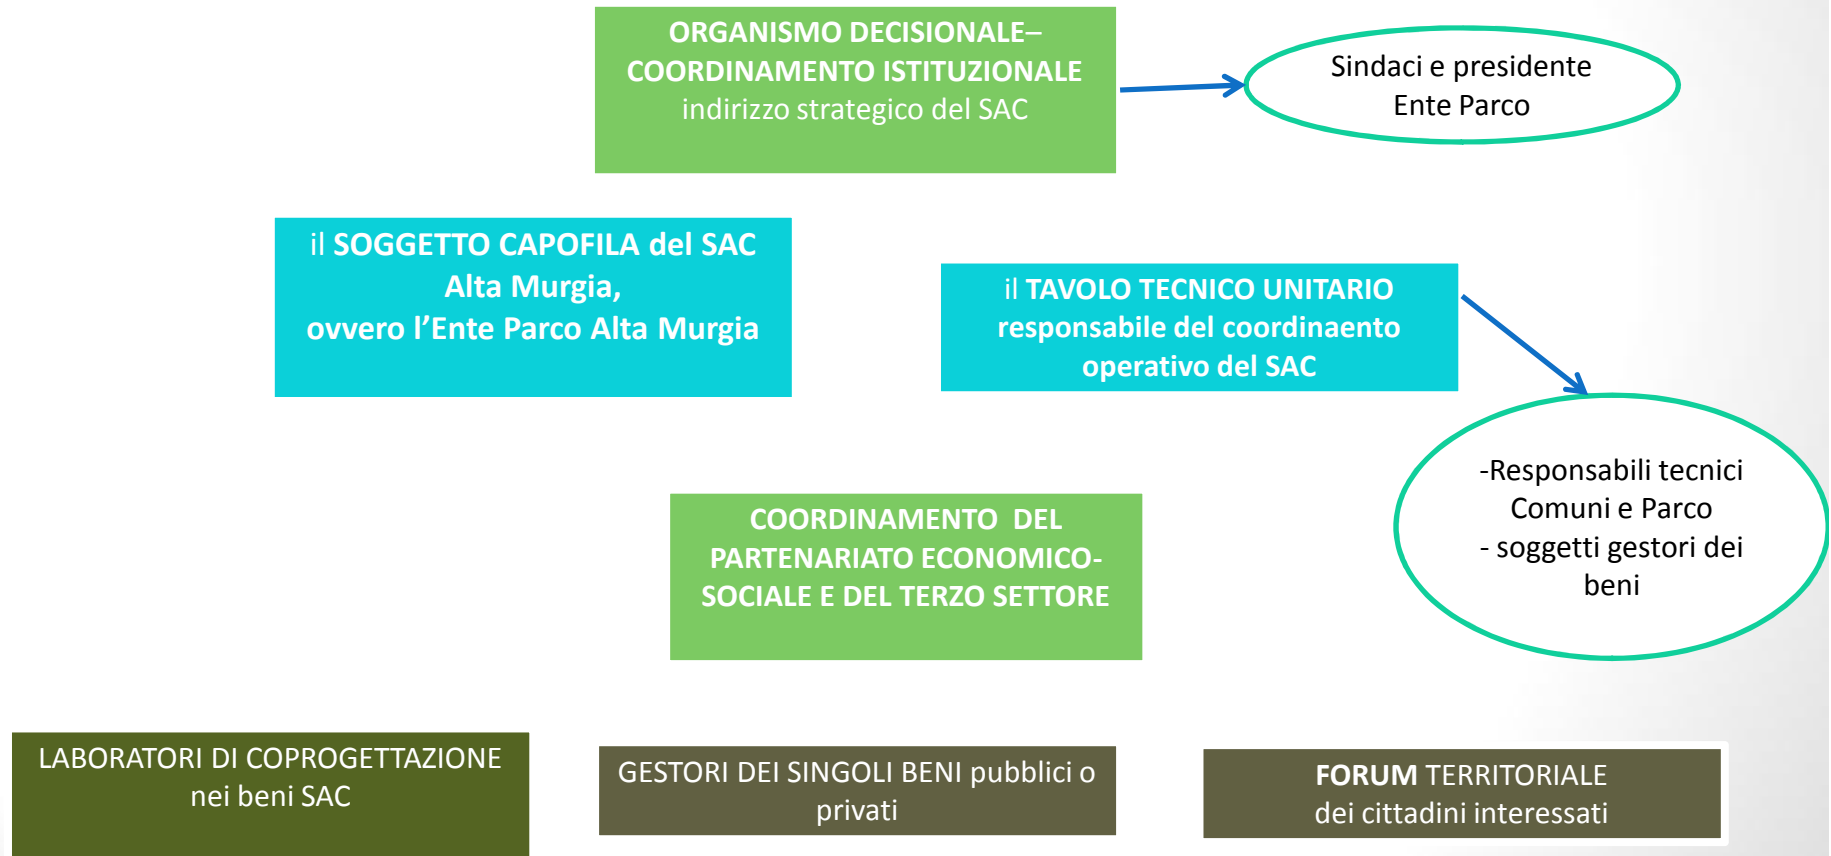 ORGANISMO DECISIONALE–
COORDINAMENTO ISTITUZIONALE
indirizzo strategico del SAC
Sindaci e presidente
Ente Parco
il SOGGETTO CAPOFILA del SAC
Alta Murgia,
ovvero l’Ente Parco Alta Murgia
il TAVOLO TECNICO UNITARIO
responsabile del coordinaento
operativo del SAC
-Responsabili tecnici
Comuni e Parco
- soggetti gestori dei
beni
COORDINAMENTO DEL
PARTENARIATO ECONOMICO-
SOCIALE E DEL TERZO SETTORE
LABORATORI DI COPROGETTAZIONE
nei beni SAC
GESTORI DEI SINGOLI BENI pubblici o
privati
FORUM TERRITORIALE
dei cittadini interessati